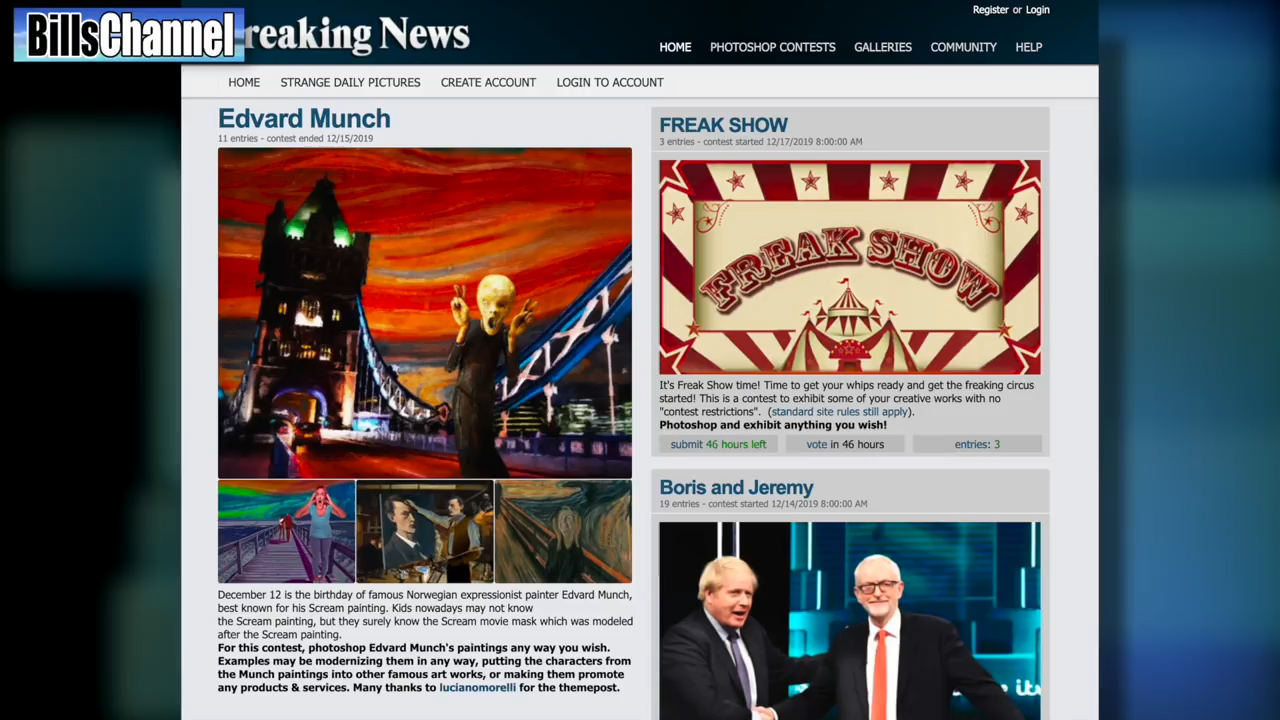 BillsChannel
reaking News
Register or Login
HOME PHOTOSHOP CONTESTS GALLERIES COMMUNITY HELP
HOME STRANGE DAILY PICTURES CREATE ACCOUNT LOGIN TO ACCOUNT
Edvard Munch
11 entries - contest ended 12/15/2019
December 12 is the birthday of famous Norwegian expressionist painter Edvard Munch,
best known for his Scream painting. Kids nowadays may not know
the Scream painting, but they surely know the Scream movie mask which was modeled
after the Scream painting.
For this contest, photoshop Edvard Munch's paintings any way you wish.
Examples may be modernizing them in any way, putting the characters from
the Munch paintings into other famous art works, or making them promote
any products & services. Many thanks to lucianomorelli for the themepost.
FREAK SHOW
3 entries - contest started 12/17/2019 8:00:00 AM
FREAK SHOW
It's Freak Show time! Time to get your whips ready and get the freaking circus
started! This is a contest to exhibit some of your creative works with no
"contest restrictions". (standard site rules still apply).
Photoshop and exhibit anything you wish!
submit 46 hours left vote in 46 hours entries: 3
Boris and Jeremy
19 entries - contest started 12/14/2019 8:00:00 AM
itv